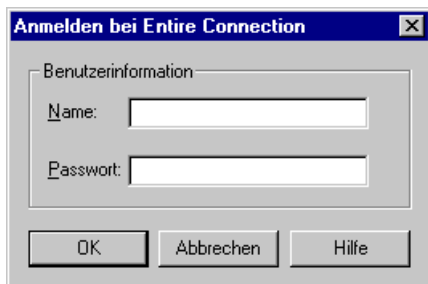 Anmelden bei Entire Connection
Benutzerinformation
Name:
Passwort:
OK Abbrechen Hilfe